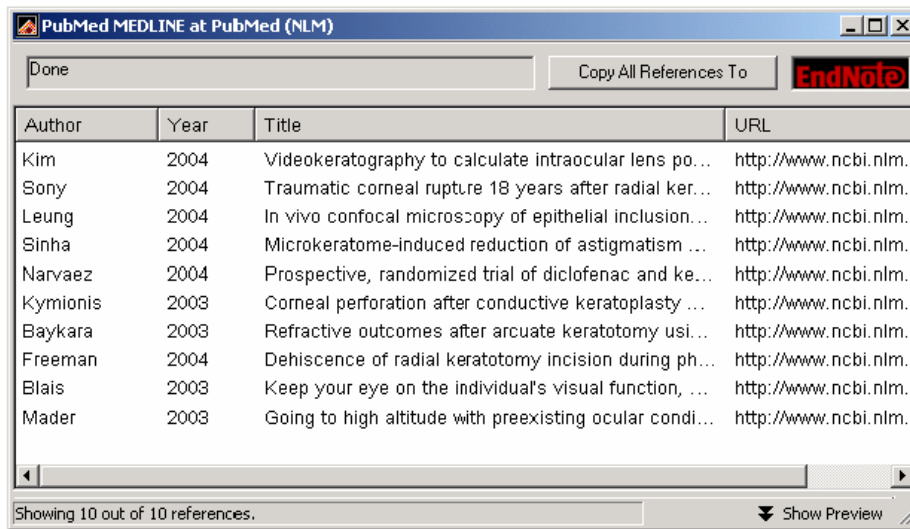 PubMed MEDLINE at PubMed (NLM)
Done Copy All References To EndNote
Author Year Title URL
Kim 2004 Videokeratography to calculate intraocular lens po... http://www.ncbi.nlm.
Sony 2004 Traumatic corneal rupture 18 years after radial ker... http://www.ncbi.nlm.
Leung 2004 In vivo confocal microscopy of epithelial inclusion... http://www.ncbi.nlm.
Sinha 2004 Microkeratome-induced reduction of astigmatism ... http://www.ncbi.nlm.
Narvaez 2004 Prospective, randomized trial of diclofenac and ke... http://www.ncbi.nlm.
Kymionis 2003 Corneal perforation after conductive keratoplasty ... http://www.ncbi.nlm.
Baykara 2003 Refractive outcomes after arcuate keratotomy usi... http://www.ncbi.nlm.
Freeman 2004 Dehiscence of radial keratotomy incision during ph... http://www.ncbi.nlm.
Blais 2003 Keep your eye on the individual's visual function, ... http://www.ncbi.nlm.
Mader 2003 Going to high altitude with preexisting ocular condi... http://www.ncbi.nlm.
Showing 10 out of 10 references. Show Preview